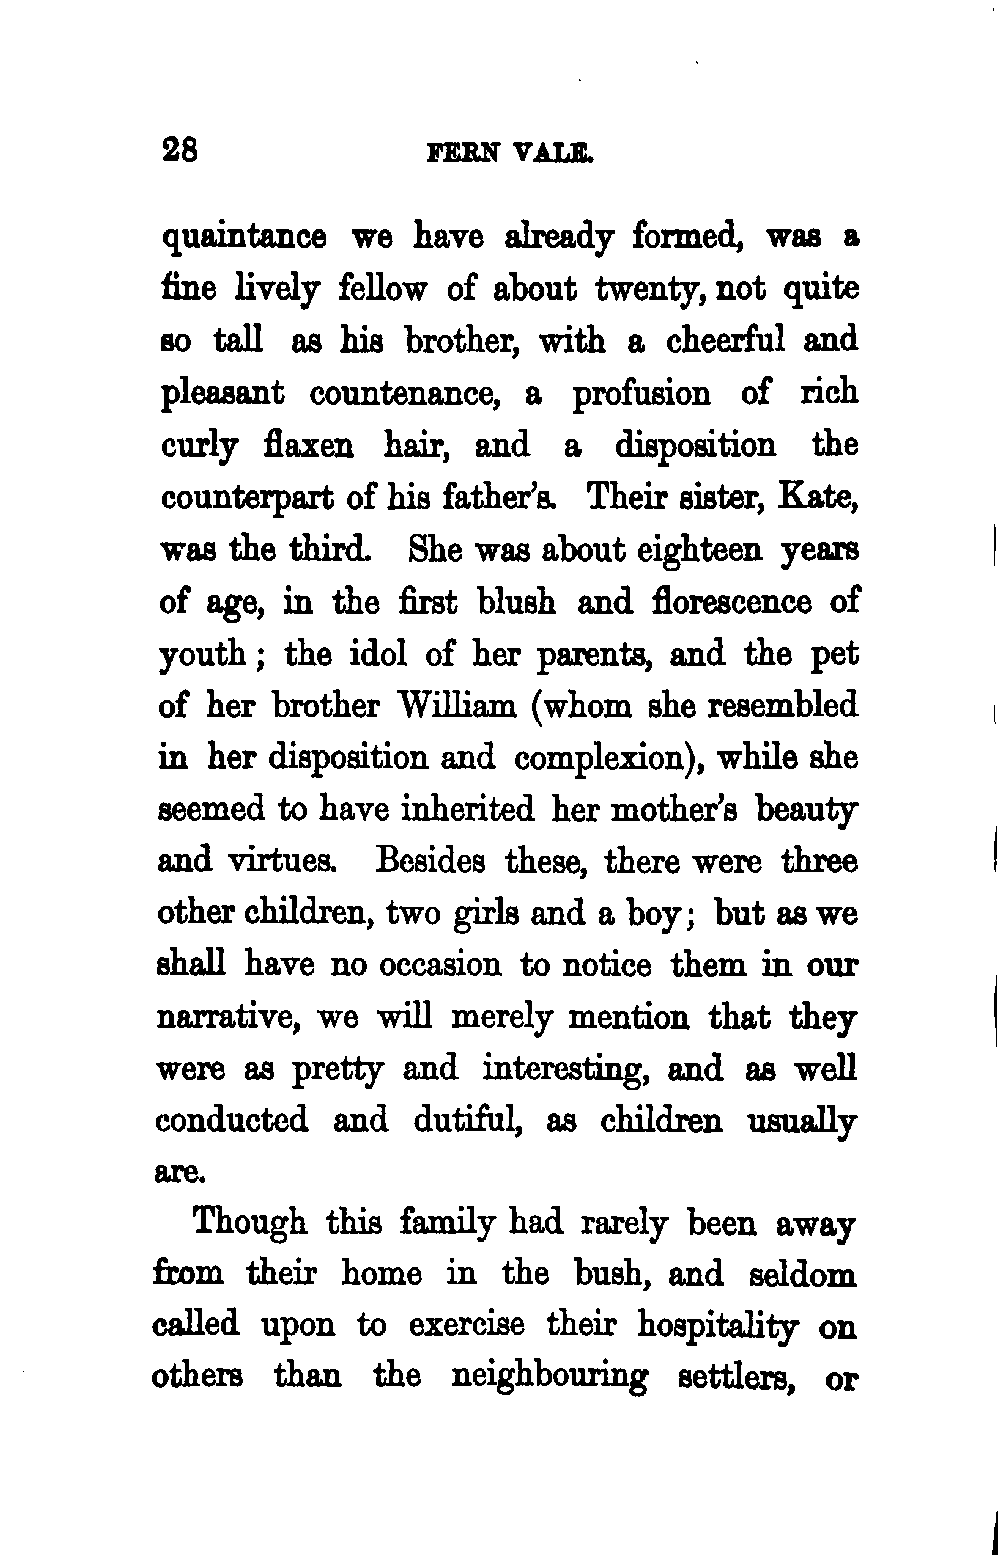 28 FERN VALE.
quaintance we have already formed, was a
fine lively fellow of about twenty, not quite
so tall as his brother, with a cheerful and
pleasant countenance, a profusion of rich
curly flaxen hair, and a disposition the
counterpart of his father's. Their sister, Kate,
was the third. She was about eighteen years
of age, in the first blush and florescence of
youth; the idol of her parents, and the pet
of her brother William (whom she resembled
in her disposition and complexion), while she
seemed to have inherited her mother's beauty
and virtues. Besides these, there were three
other children, two girls and a boy; but as we
shall have no occasion to notice them in our
narrative, we will merely mention that they
were as pretty and interesting, and as well
conducted and dutiful, as children usually
are.
Though this family had rarely been away
from their home in the bush, and seldom
called upon to exercise their hospitality on
others than the neighbouring settlers, or